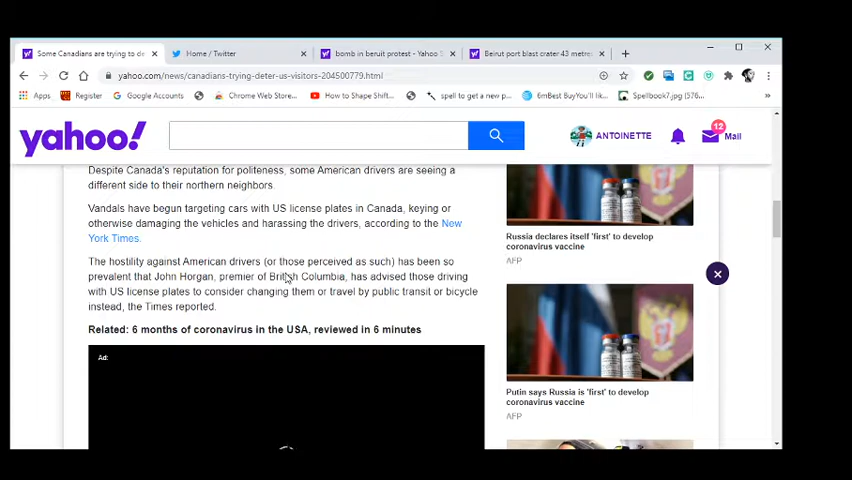 Some Canadians are trying to de
Home / Twitter
bomb in beruit protest - Yahoo
Beirut port blast crater 43 metres
yahoo.com/news/canadians-trying-deter-us-visitors-204500779.html
Apps
Register
Google Accounts
Chrome Web Store...
How to Shape Shift...
spell to get a new p...
6mBest BuyYou'll lik...
Spellbook7.jpg (576...
yahoo!
ANTOINETTE
12
Mail
Despite Canada's reputation for politeness, some American drivers are seeing a
different side to their northern neighbors.
Vandals have begun targeting cars with US license plates in Canada, keying or
otherwise damaging the vehicles and harassing the drivers, according to the New
York Times.
The hostility against American drivers (or those perceived as such) has been so
prevalent that John Horgan, premier of British Columbia, has advised those driving
with US license plates to consider changing them or travel by public transit or bicycle
instead, the Times reported.
Related: 6 months of coronavirus in the USA, reviewed in 6 minutes
Ad:
Russia declares itself 'first' to develop
coronavirus vaccine
AFP
Putin says Russia is 'first' to develop
coronavirus vaccine
AFP